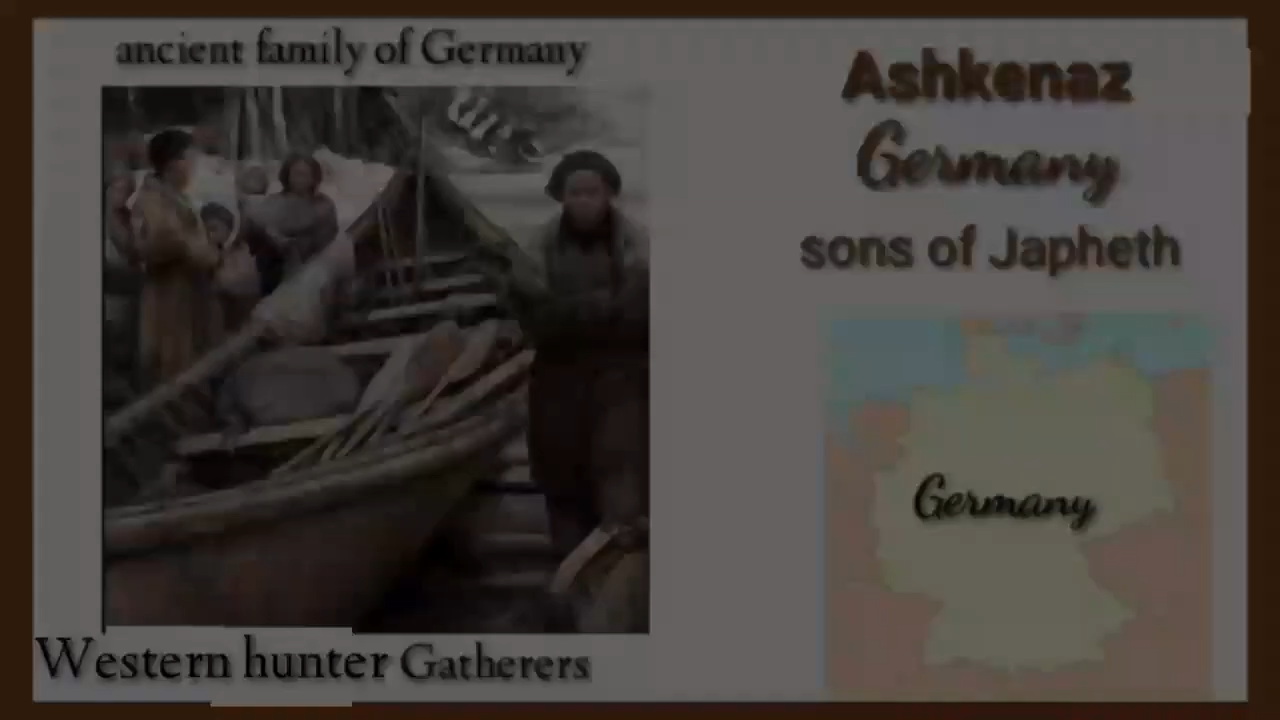 ancient family of Germany
Ashkenaz
Germany
sons of Japheth
Germany
Western hunter Gatherers